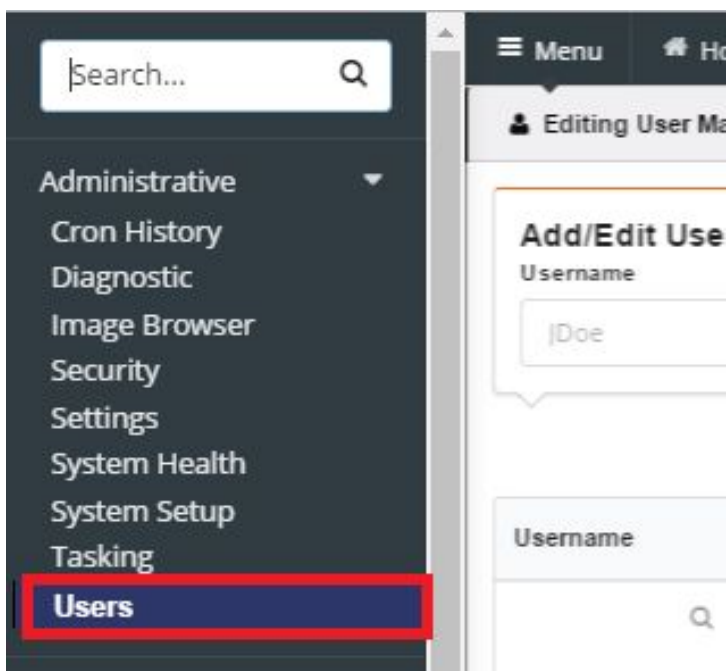 Search...
Administrative
Cron History
Diagnostic
Image Browser
Security
Settings
System Health
System Setup
Tasking
Users
Menu
Ho
Editing User Ma
Add/Edit Use
Username
JDoe
Username